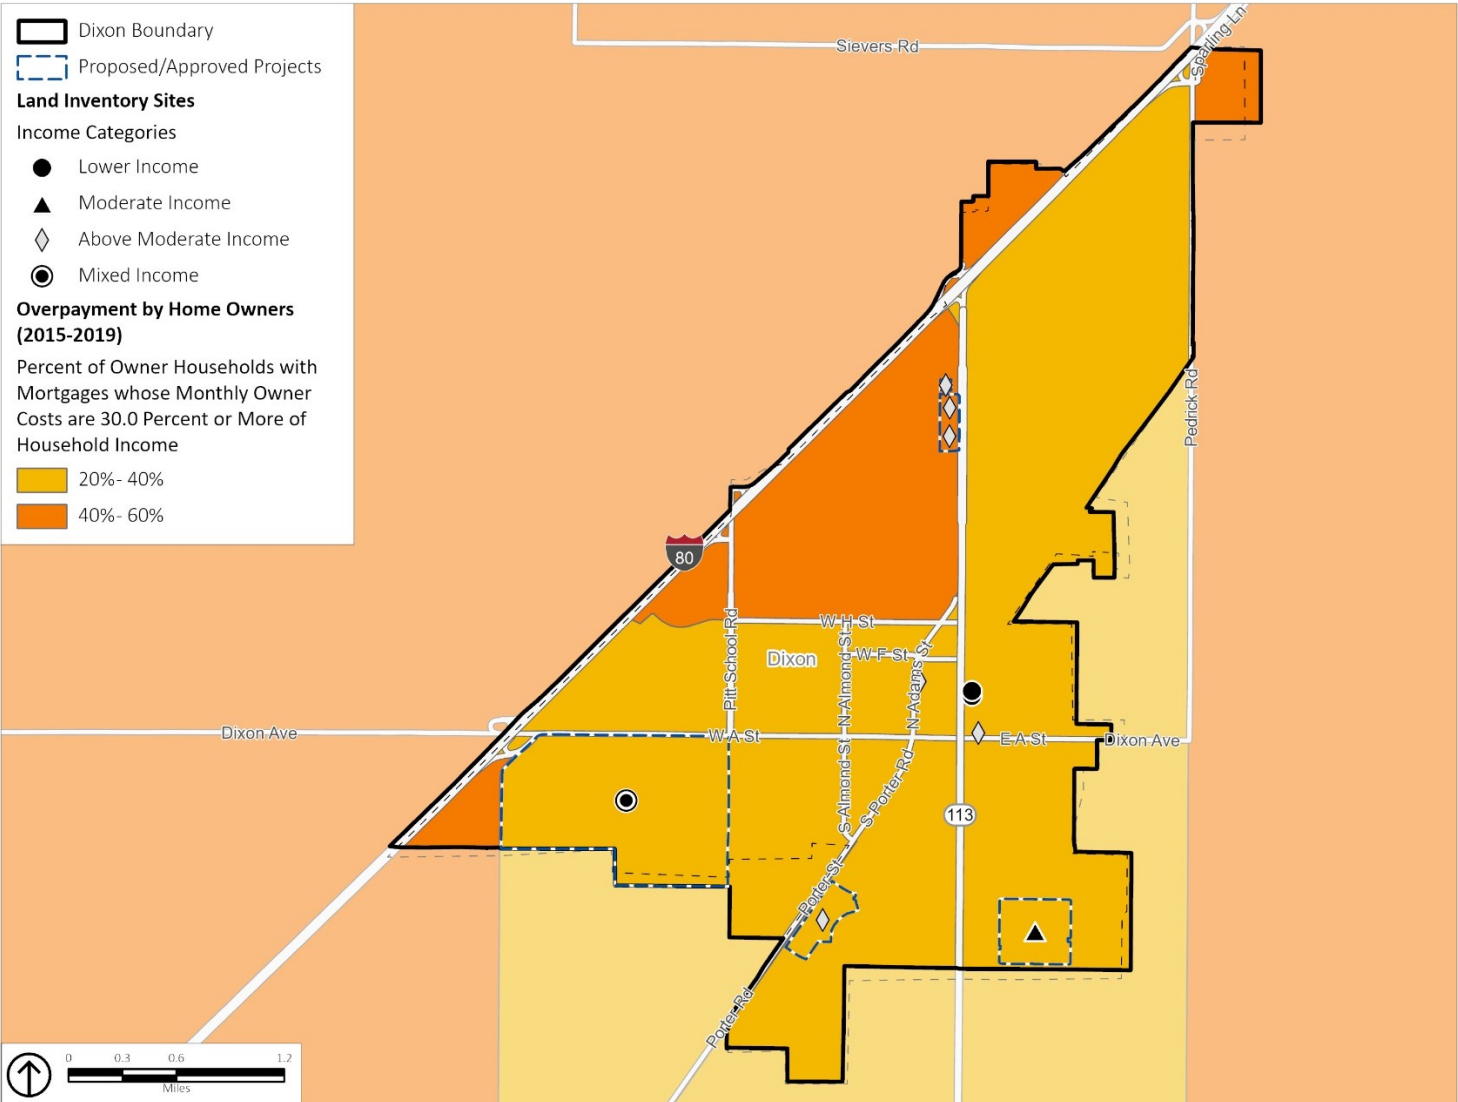 Dixon Boundary
Proposed/Approved Projects
Land Inventory Sites
Income Categories
Lower Income
Moderate Income
Above Moderate Income
Mixed Income
Overpayment by Home Owners
(2015-2019)
Percent of Owner Households with
Mortgages whose Monthly Owner
Costs are 30.0 Percent or More of
Household Income
20%- 40%
40%- 60%
Sievers Rd
Sparling Ln
Pedrick Rd
80
Pitt School Rd
W H St
Dixon
N Almond St
W F St
N Adams St
Dixon Ave
W A St
E A St
Dixon Ave
S Almond St
S Porter Rd
113
Porter St
Porter Rd
0 0.3 0.6 1.2
Miles